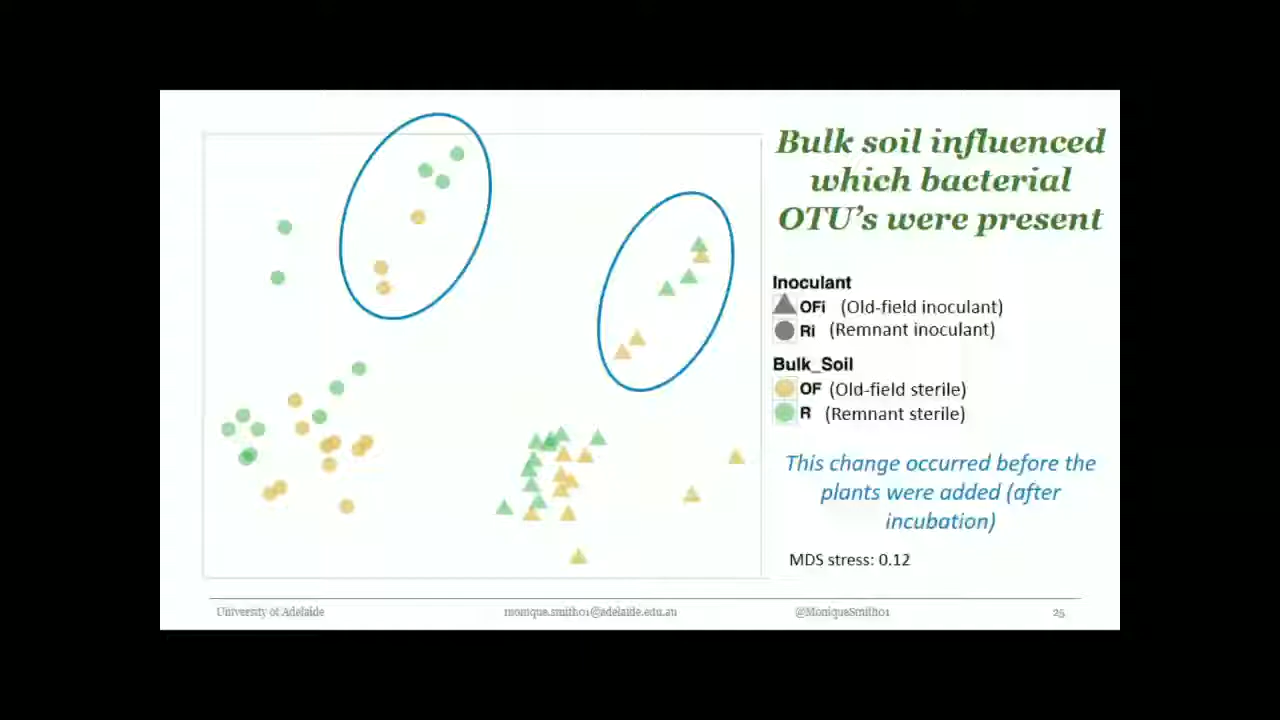 Bulk soil influenced
which bacterial
OTU's were present
Inoculant
OFi (Old-field inoculant)
Ri (Remnant inoculant)
Bulk_Soil
OF (Old-field sterile)
R (Remnant sterile)
This change occurred before the
plants were added (after
incubation)
MDS stress: 0.12
University of Adelaide monique.smith01@adelaide.edu.au @MoniqueSmith01 25